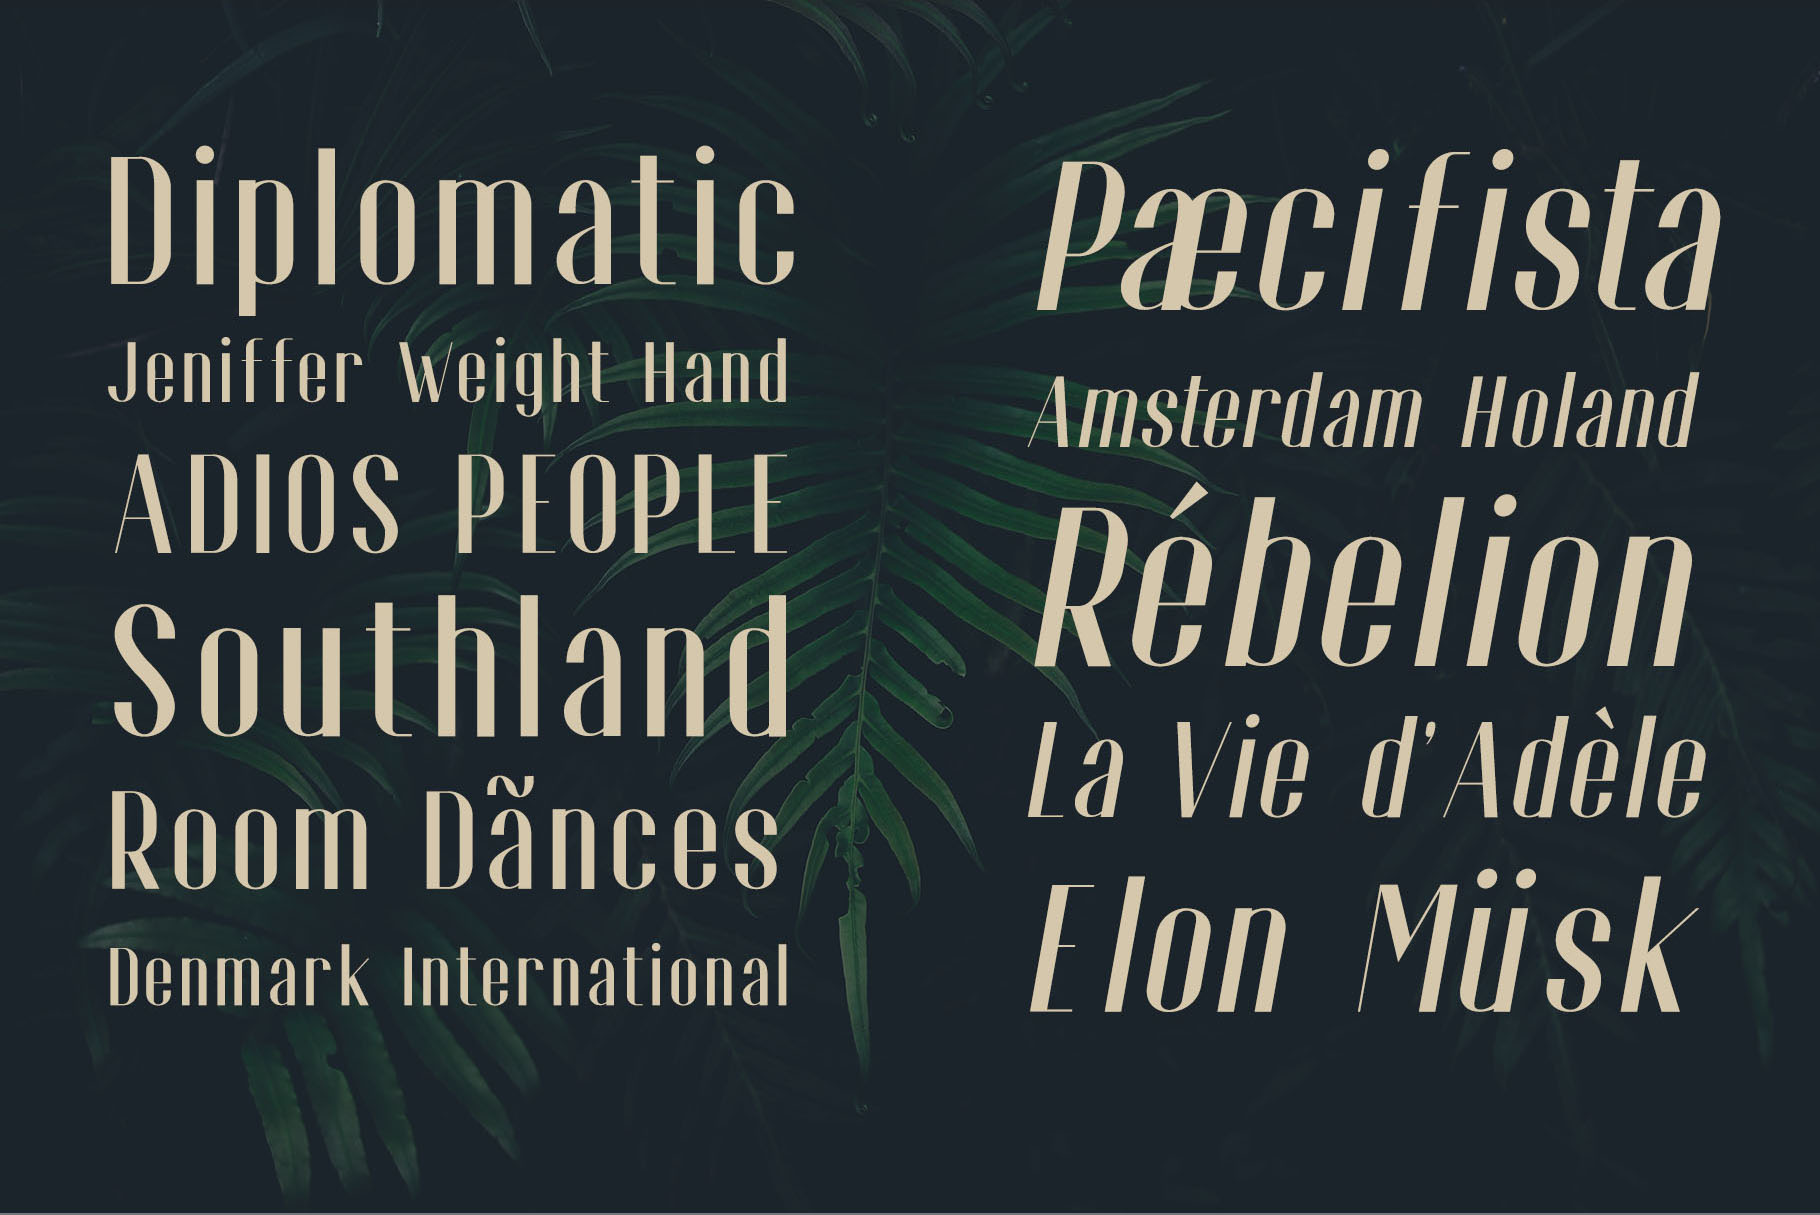 Diplomatic
Jeniffer Weight Hand
ADIOS PEOPLE
Southland
Room Dãnces
Denmark International
Pæcifista
Amsterdam Holand
Rébelion
La Vie d'Adèle
Elon Müsk